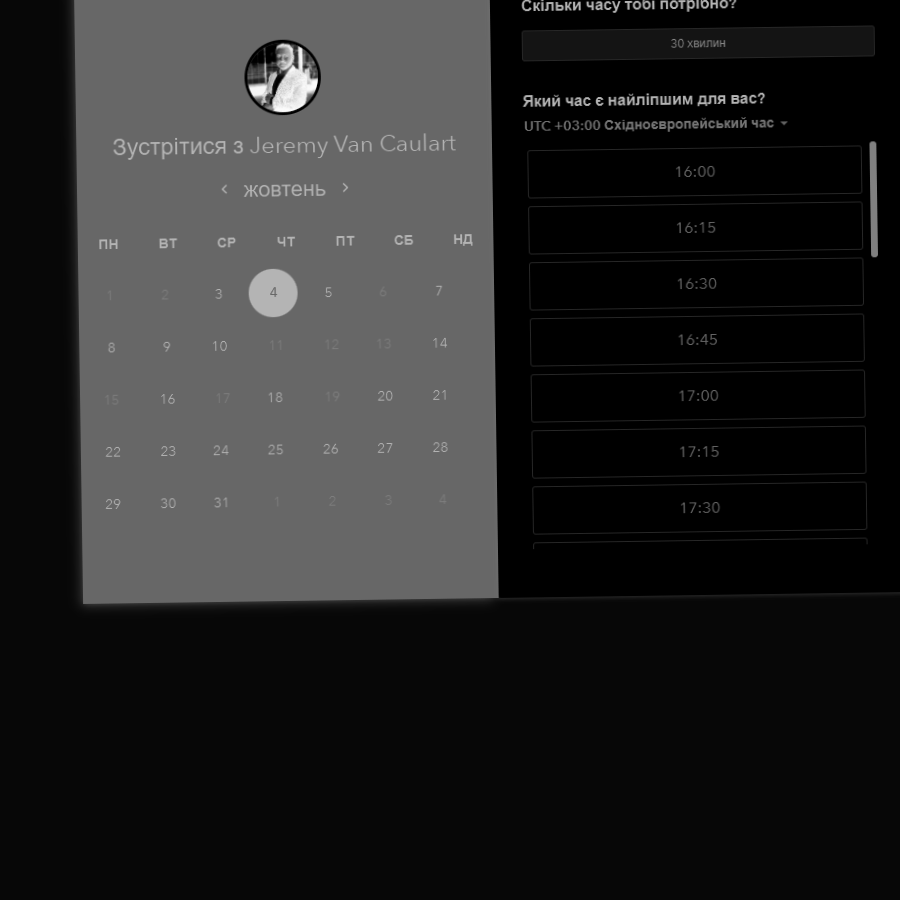 Зустрітися з Jeremy Van Caulart
‹ жовтень ›
ПН ВТ СР ЧТ ПТ СБ НД
1 2 3 4 5 6 7
8 9 10 11 12 13 14
15 16 17 18 19 20 21
22 23 24 25 26 27 28
29 30 31 1 2 3 4
Скільки часу тобі потрібно?
30 хвилин
Який час є найліпшим для вас?
UTC +03:00 Східноєвропейський час
16:00
16:15
16:30
16:45
17:00
17:15
17:30